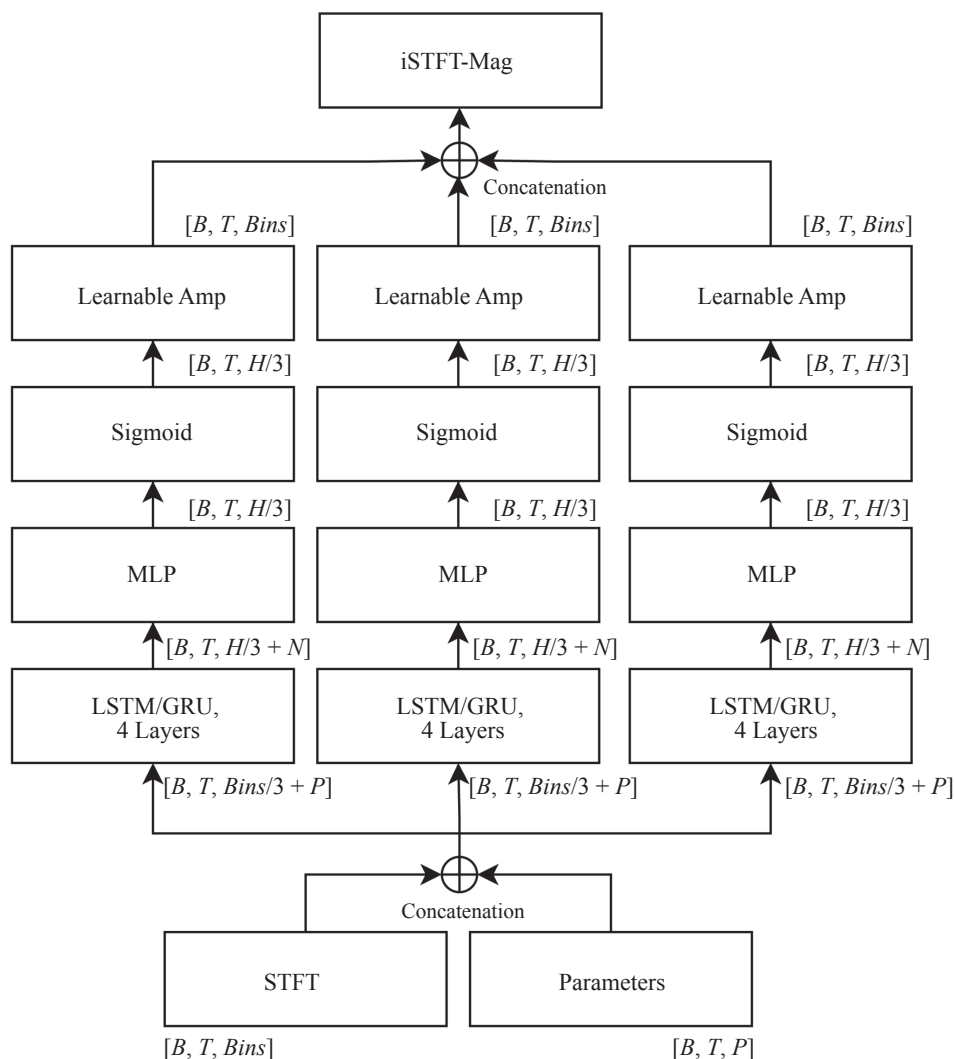 iSTFT-Mag
Concatenation
[B, T, Bins] [B, T, Bins] [B, T, Bins]
Learnable Amp Learnable Amp Learnable Amp
[B, T, H/3] [B, T, H/3] [B, T, H/3]
Sigmoid Sigmoid Sigmoid
[B, T, H/3] [B, T, H/3] [B, T, H/3]
MLP MLP MLP
[B, T, H/3 + N] [B, T, H/3 + N] [B, T, H/3 + N]
LSTM/GRU, LSTM/GRU, LSTM/GRU,
4 Layers 4 Layers 4 Layers
[B, T, Bins/3 + P] [B, T, Bins/3 + P] [B, T, Bins/3 + P]
Concatenation
STFT Parameters
[B, T, Bins] [B, T, P]